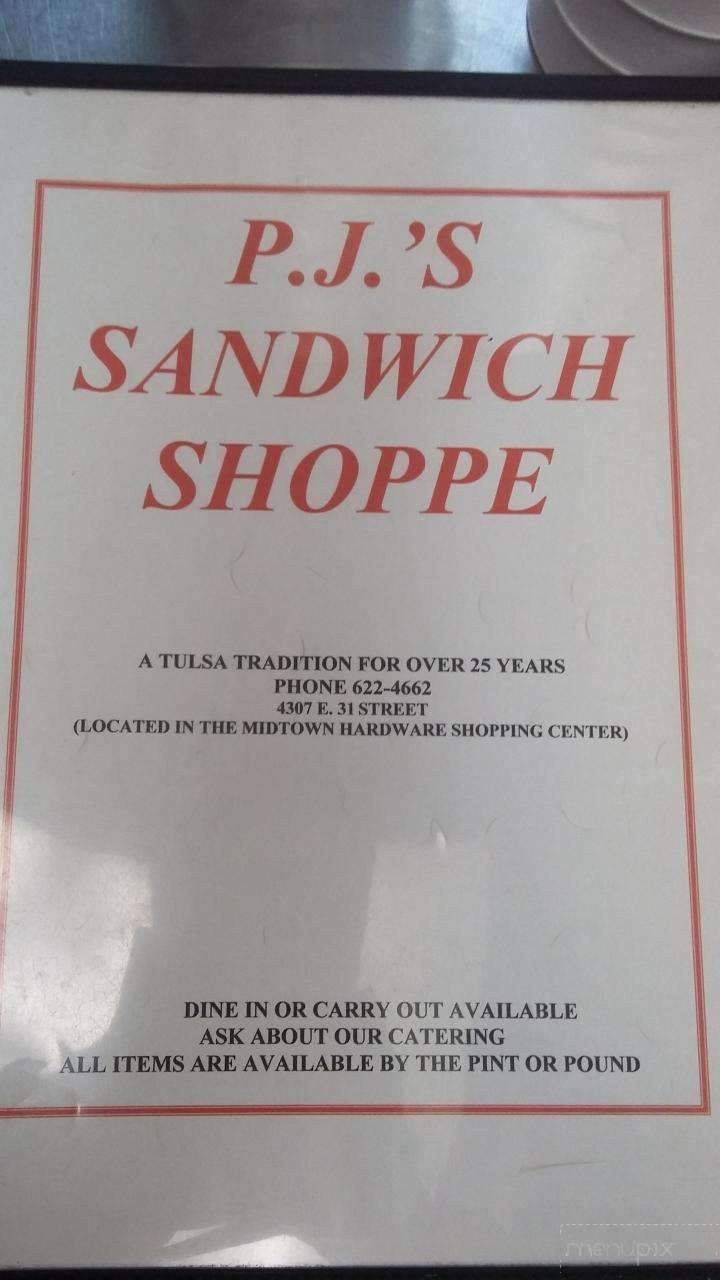 P.J.'S
SANDWICH
SHOPPE
A TULSA TRADITION FOR OVER 25 YEARS
PHONE 622-4662
4307 E. 31 STREET
(LOCATED IN THE MIDTOWN HARDWARE SHOPPING CENTER)
DINE IN OR CARRY OUT AVAILABLE
ASK ABOUT OUR CATERING
ALL ITEMS ARE AVAILABLE BY THE PINT OR POUND
menupix